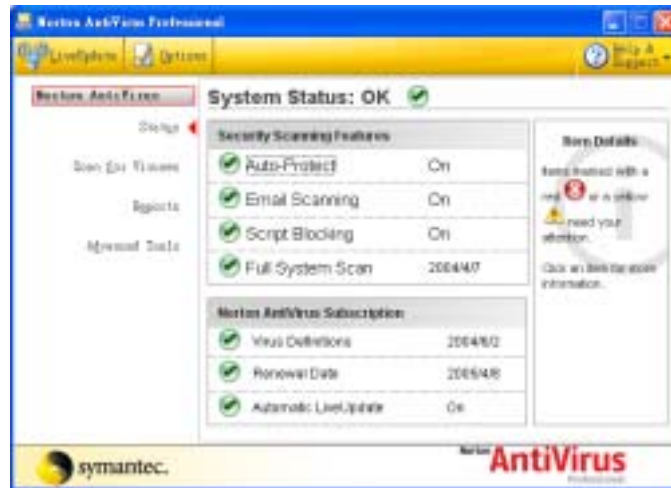 Norton AntiVirus Professional
LiveUpdate Options Help & Support
Norton AntiVirus
Status
Scan for Viruses
Reports
Advanced Tools
System Status: OK
Security Scanning Features
Auto-Protect On
Email Scanning On
Script Blocking On
Full System Scan 2004/4/7
Norton AntiVirus Subscription
Virus Definitions 2004/6/2
Renewal Date 2005/4/8
Automatic LiveUpdate On
Item Details
Items marked with a
red or a yellow
need your
attention.
Click an item for more
information.
symantec.
Norton
AntiVirus
Professional